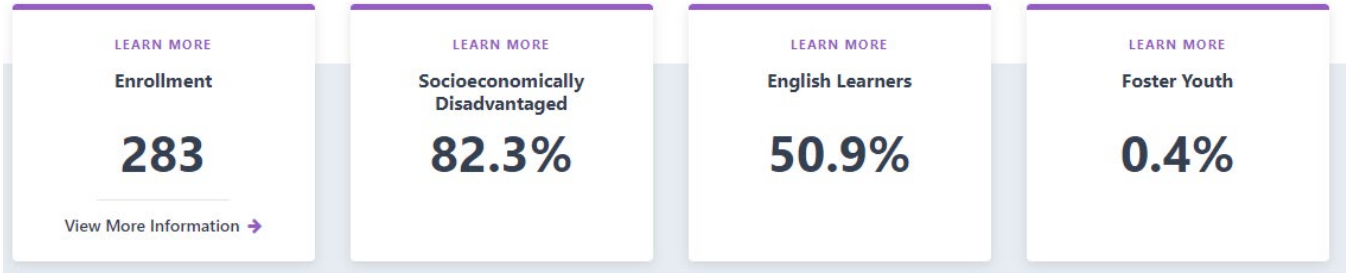 LEARN MORE
Enrollment
283
View More Information
LEARN MORE
Socioeconomically
Disadvantaged
82.3%
LEARN MORE
English Learners
50.9%
LEARN MORE
Foster Youth
0.4%